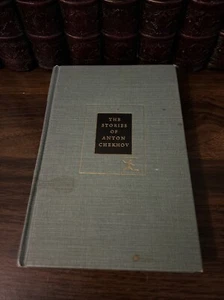 THE
STORIES
OF
ANTON
CHEKHOV